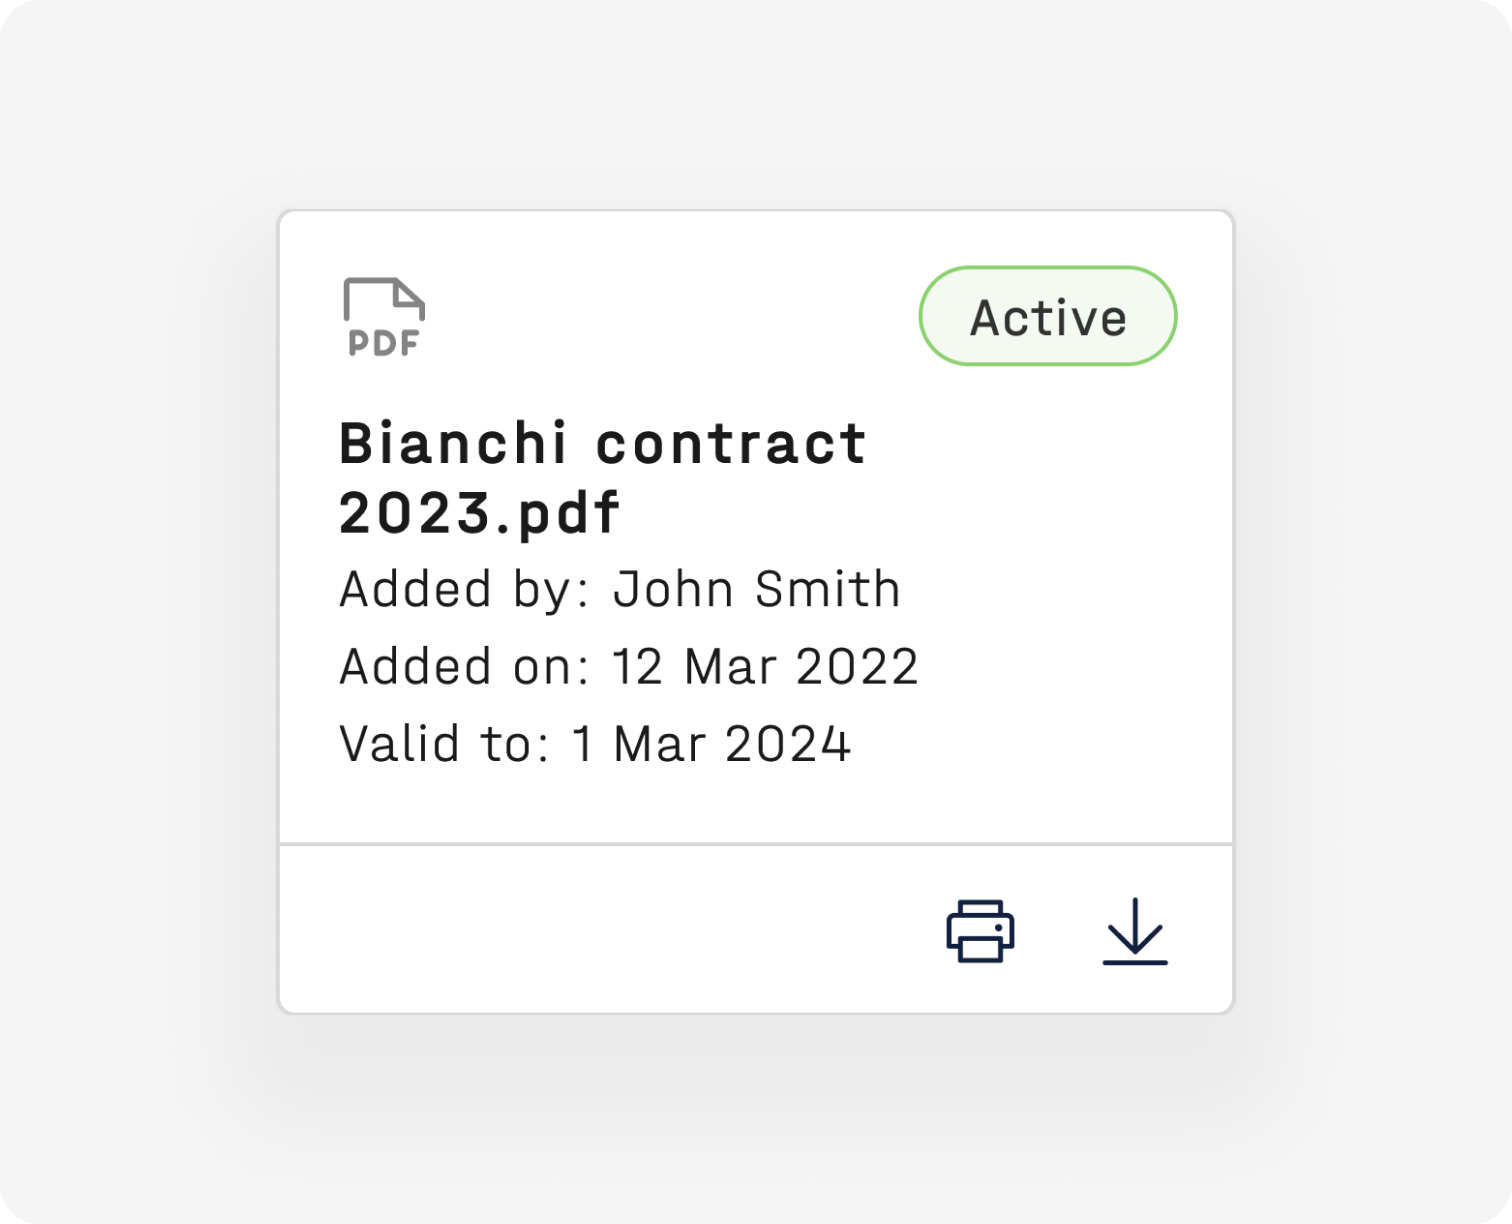 PDF
Active
Bianchi contract
2023.pdf
Added by: John Smith
Added on: 12 Mar 2022
Valid to: 1 Mar 2024